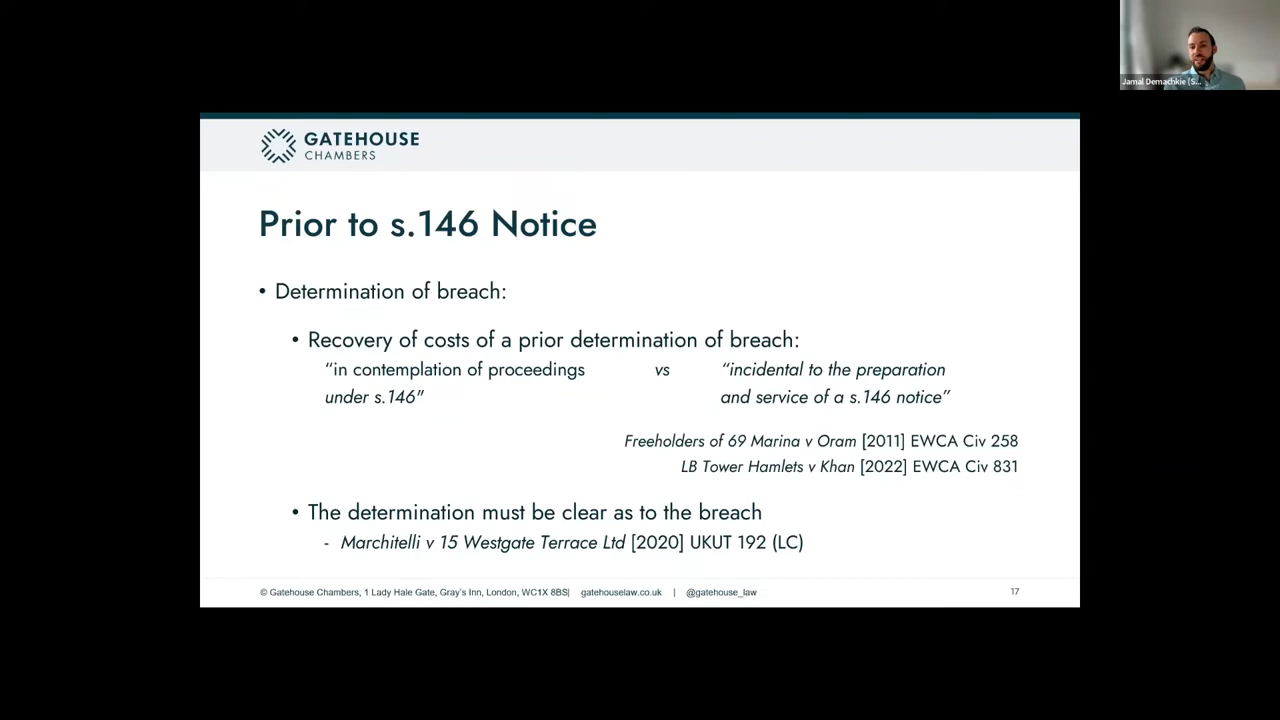 Jamal Demachkie (S...
GATEHOUSE
CHAMBERS
Prior to s.146 Notice
• Determination of breach:
• Recovery of costs of a prior determination of breach:
“in contemplation of proceedings vs “incidental to the preparation
under s.146" and service of a s.146 notice”
Freeholders of 69 Marina v Oram [2011] EWCA Civ 258
LB Tower Hamlets v Khan [2022] EWCA Civ 831
• The determination must be clear as to the breach
- Marchitelli v 15 Westgate Terrace Ltd [2020] UKUT 192 (LC)
© Gatehouse Chambers, 1 Lady Hale Gate, Gray's Inn, London, WC1X 8BS| gatehouselaw.co.uk | @gatehouse_law 17